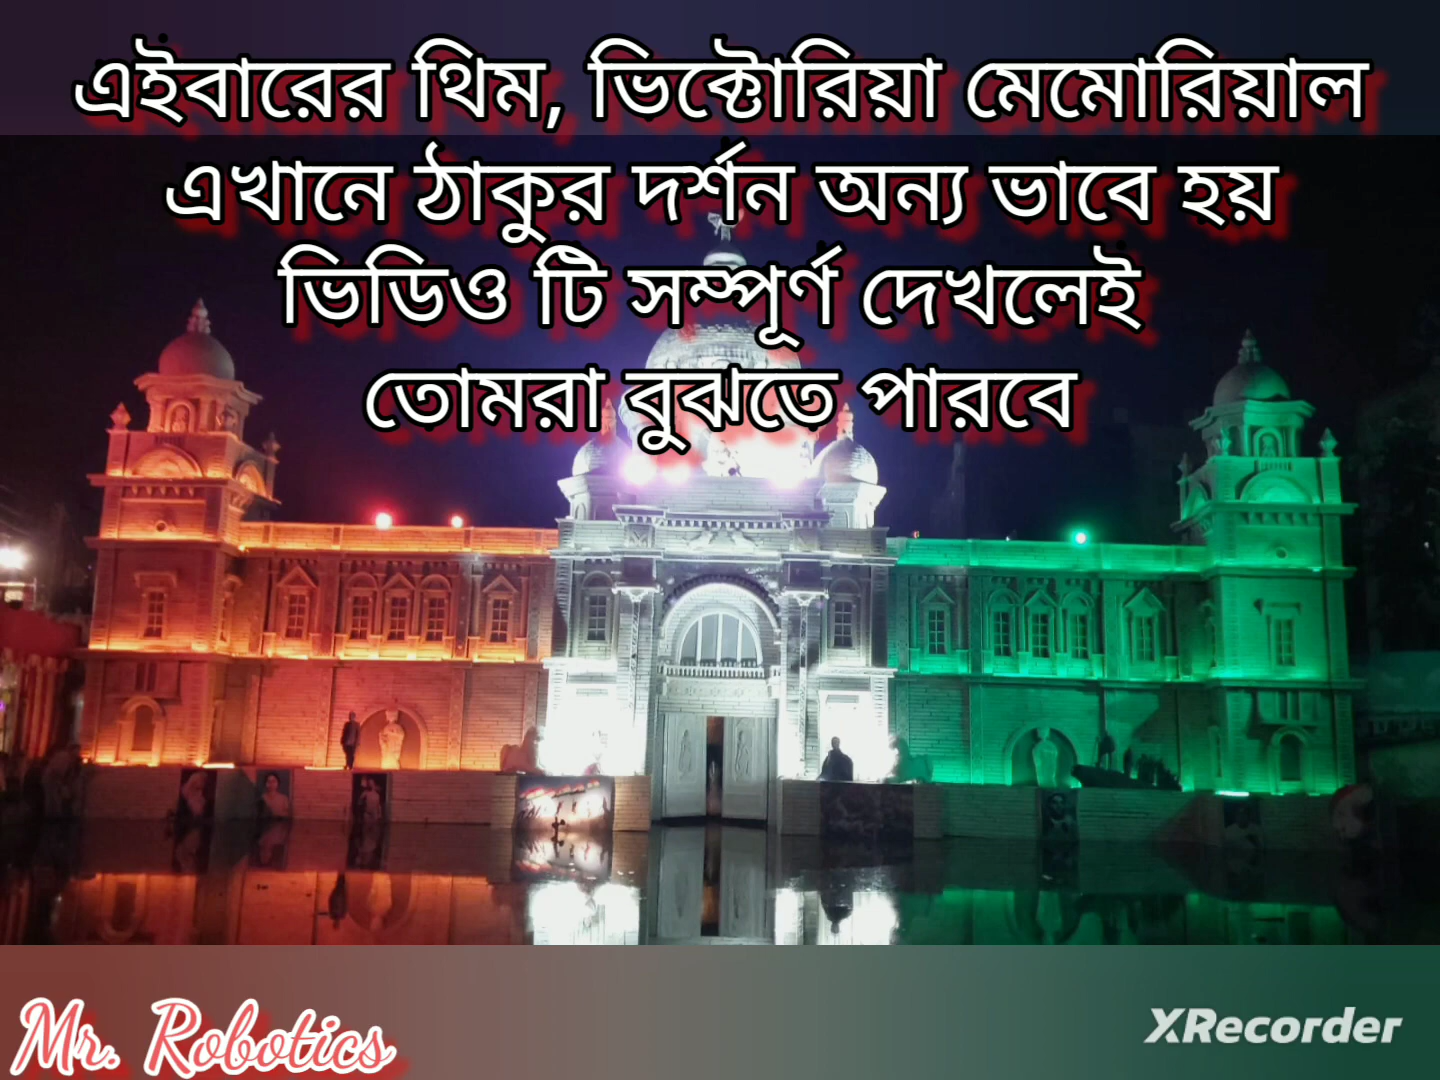 এইবারের থিম, ভিক্টোরিয়া মেমোরিয়াল
এখানে ঠাকুর দর্শন অন্য ভাবে হয়
ভিডিও টি সম্পূর্ণ দেখলেই
তোমরা বুঝতে পারবে
Mr. Robotics
XRecorder